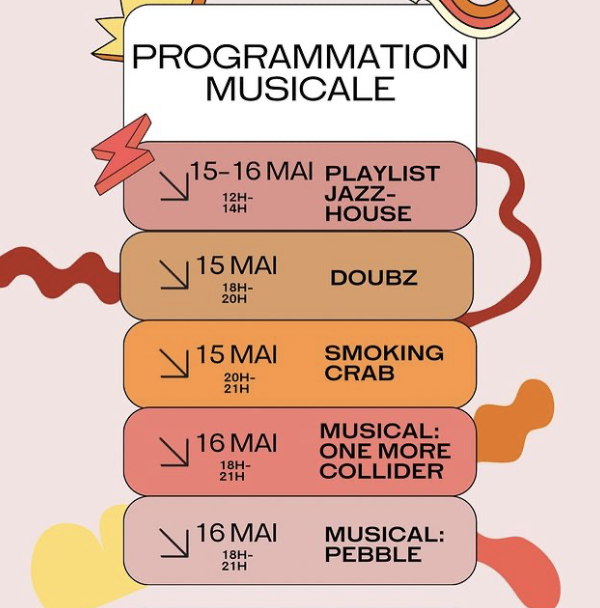 PROGRAMMATION
MUSICALE
15-16 MAI
12H-
14H
PLAYLIST
JAZZ-
HOUSE
15 MAI
18H-
20H
DOUBZ
15 MAI
20H-
21H
SMOKING
CRAB
16 MAI
18H-
21H
MUSICAL:
ONE MORE
COLLIDER
16 MAI
18H-
21H
MUSICAL:
PEBBLE